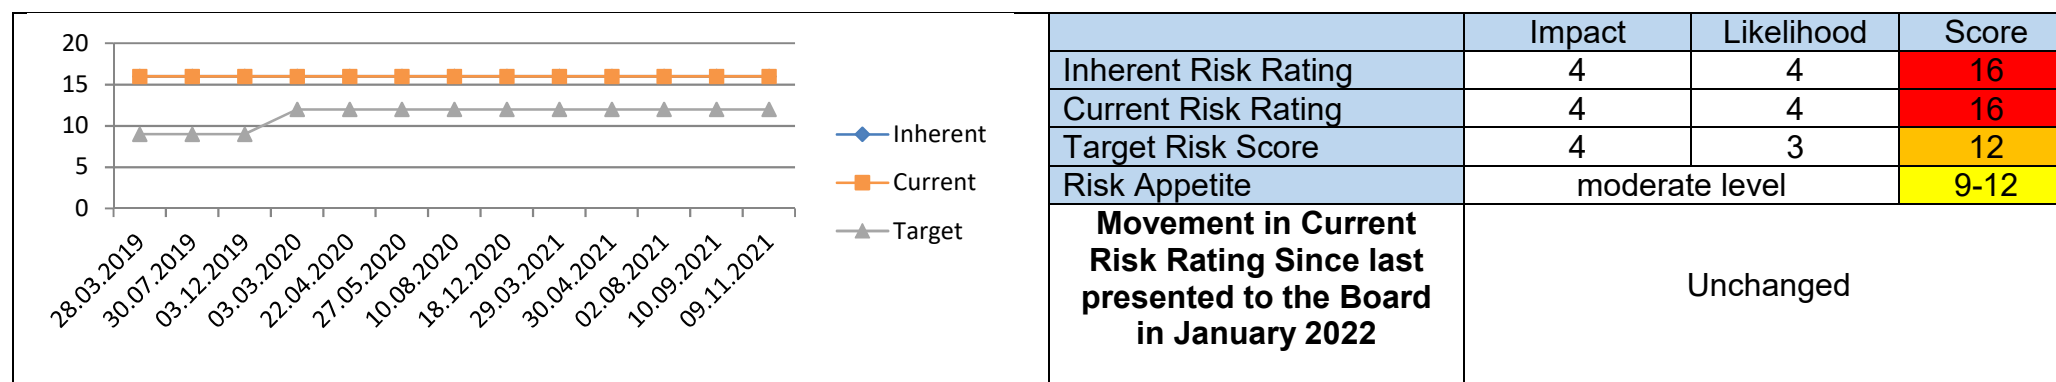 20
15
10
5
0
28.03.2019
30.07.2019
03.12.2019
03.03.2020
22.04.2020
27.05.2020
10.08.2020
18.12.2020
29.03.2021
30.04.2021
02.08.2021
10.09.2021
09.11.2021
Inherent
Current
Target
Impact Likelihood Score
Inherent Risk Rating 4 4 16
Current Risk Rating 4 4 16
Target Risk Score 4 3 12
Risk Appetite moderate level 9-12
Movement in Current
Risk Rating Since last
presented to the Board
in January 2022
Unchanged